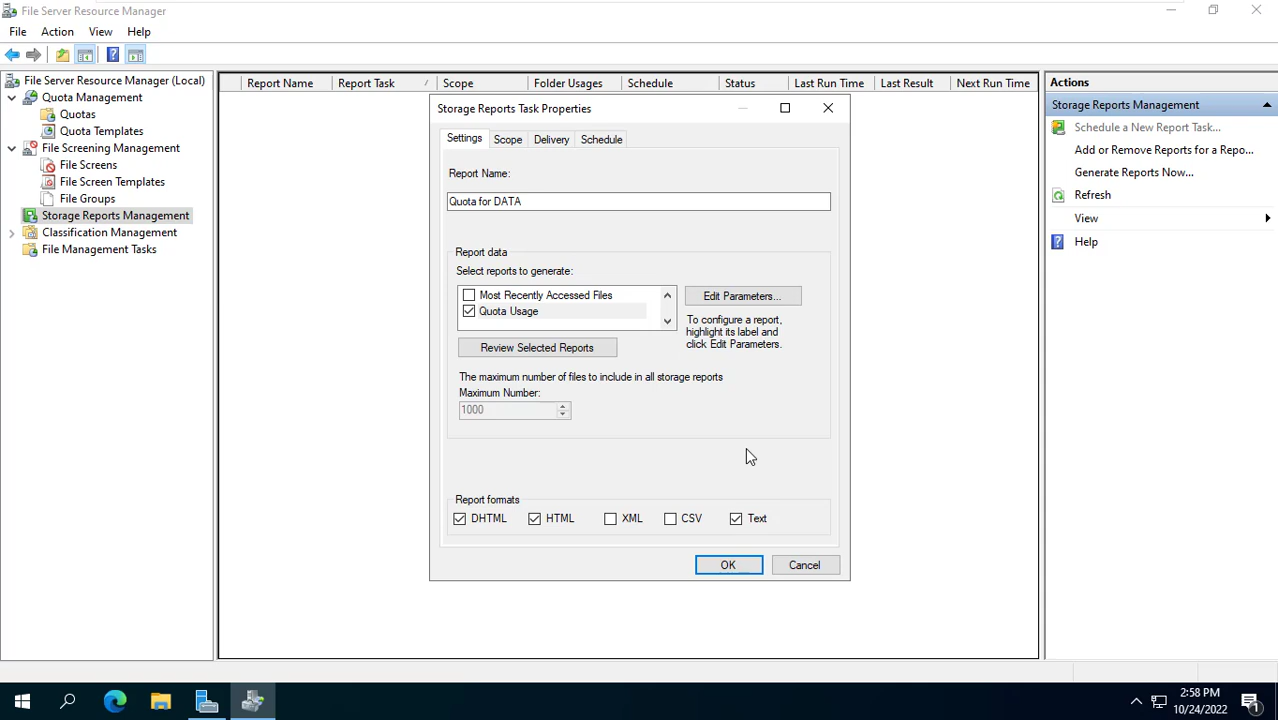 File Server Resource Manager
File Action View Help
File Server Resource Manager (Local)
Quota Management
Quotas
Quota Templates
File Screening Management
File Screens
File Screen Templates
File Groups
Storage Reports Management
Classification Management
File Management Tasks
Report Name Report Task / Scope Folder Usages Schedule Status Last Run Time Last Result Next Run Time
Storage Reports Task Properties
Settings Scope Delivery Schedule
Report Name:
Quota for DATA
Report data
Select reports to generate:
Most Recently Accessed Files
Quota Usage
Edit Parameters...
To configure a report,
highlight its label and
click Edit Parameters.
Review Selected Reports
The maximum number of files to include in all storage reports
Maximum Number:
1000
Report formats
DHTML HTML XML CSV Text
OK Cancel
Actions
Storage Reports Management
Schedule a New Report Task...
Add or Remove Reports for a Repo...
Generate Reports Now...
Refresh
View
Help
2:58 PM
10/24/2022
1